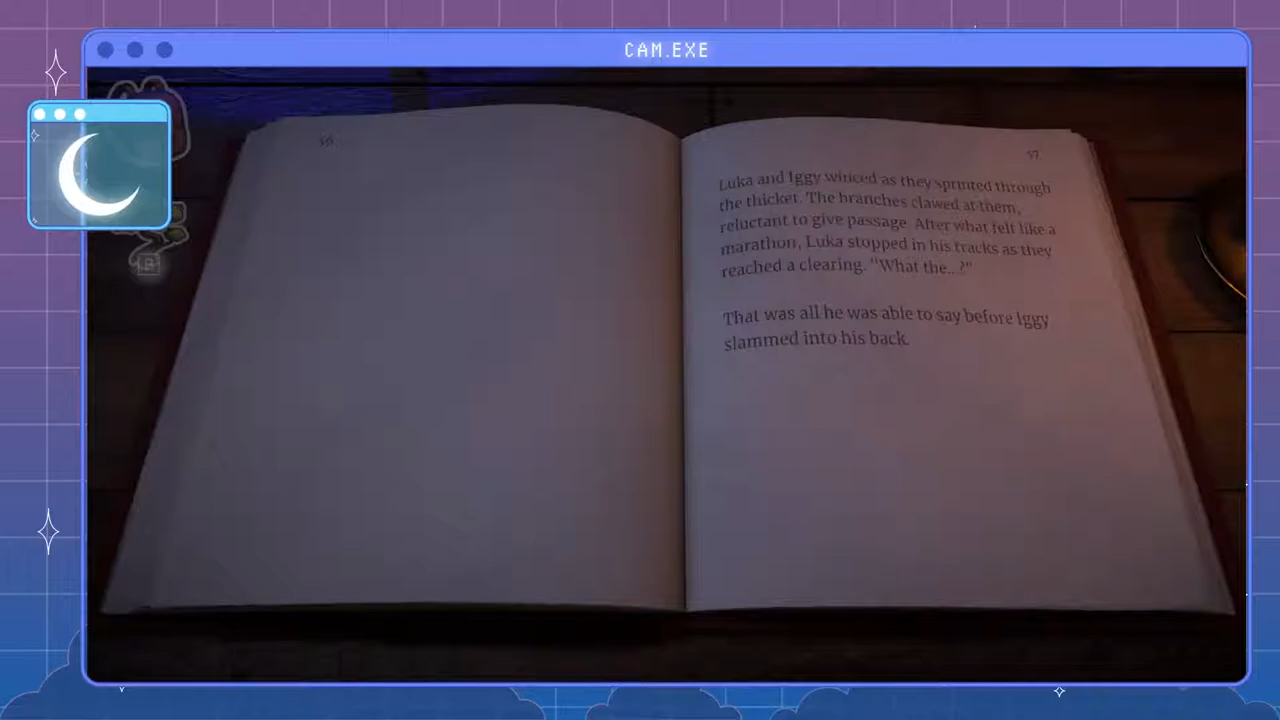 CAM.EXE
56
57
Luka and Iggy winced as they sprinted through
the thicket. The branches clawed at them,
reluctant to give passage. After what felt like a
marathon, Luka stopped in his tracks as they
reached a clearing. "What the...?"
That was all he was able to say before Iggy
slammed into his back.